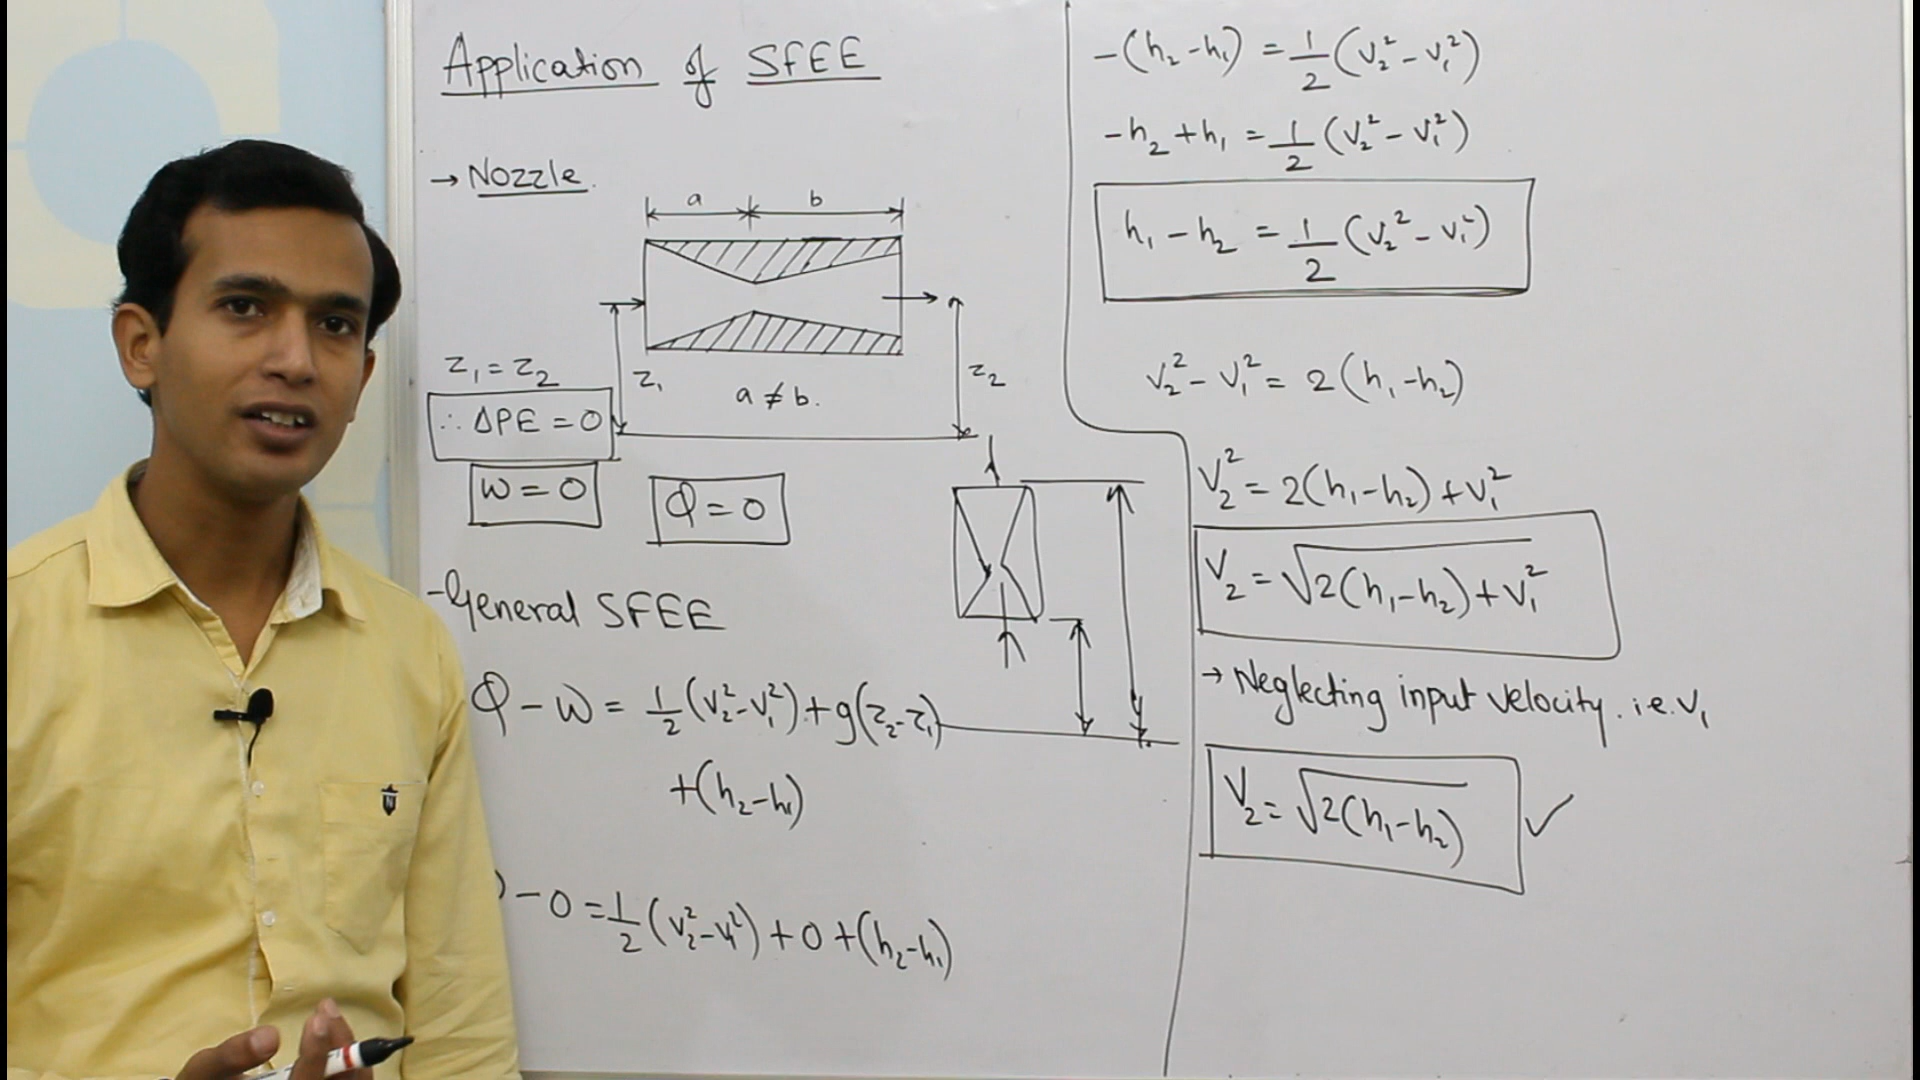 Application of SFEE
→ Nozzle.
a b
Z₁ = Z₂
Z₁
Z₂
a ≠ b.
∴ ΔPE = 0
W = 0
Q = 0
- General SFEE
Q - W = 1/2 (V₂² - V₁²) + g(Z₂ - Z₁)
+ (h₂ - h₁)
- 0 = 1/2 (V₂² - V₁²) + 0 + (h₂ - h₁)
- (h₂ - h₁) = 1/2 (V₂² - V₁²)
- h₂ + h₁ = 1/2 (V₂² - V₁²)
h₁ - h₂ = 1/2 (V₂² - V₁²)
V₂² - V₁² = 2 (h₁ - h₂)
V₂² = 2(h₁ - h₂) + V₁²
V₂ = √2(h₁ - h₂) + V₁²
→ Neglecting input velocity. i.e. V₁
V₂ = √2(h₁ - h₂) ✓
N